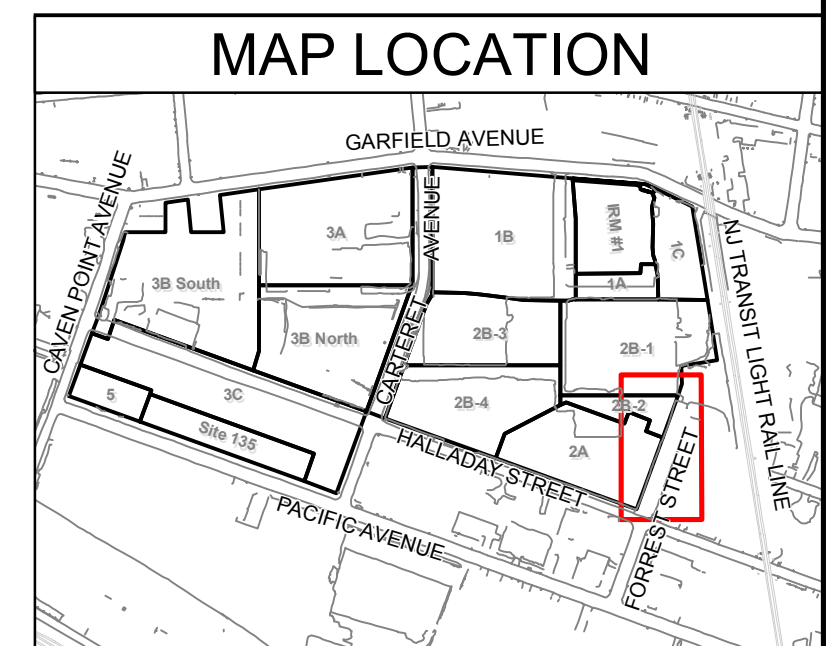 MAP LOCATION
GARFIELD AVENUE
CAVEN POINT AVENUE
AVENUE
CARTERET
NJ TRANSIT LIGHT RAIL LINE
3A
1B
IRM #1
1C
1A
3B South
3B North
2B-3
2B-1
3C
5
Site 135
2B-4
2B-2
2A
HALLADAY STREET
PACIFIC AVENUE
FORREST STREET